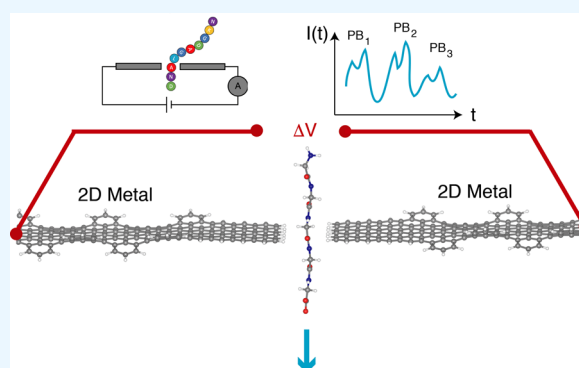 N
A
N
A
I(t)
PB₁
PB₂
PB₃
t
ΔV
2D Metal
2D Metal